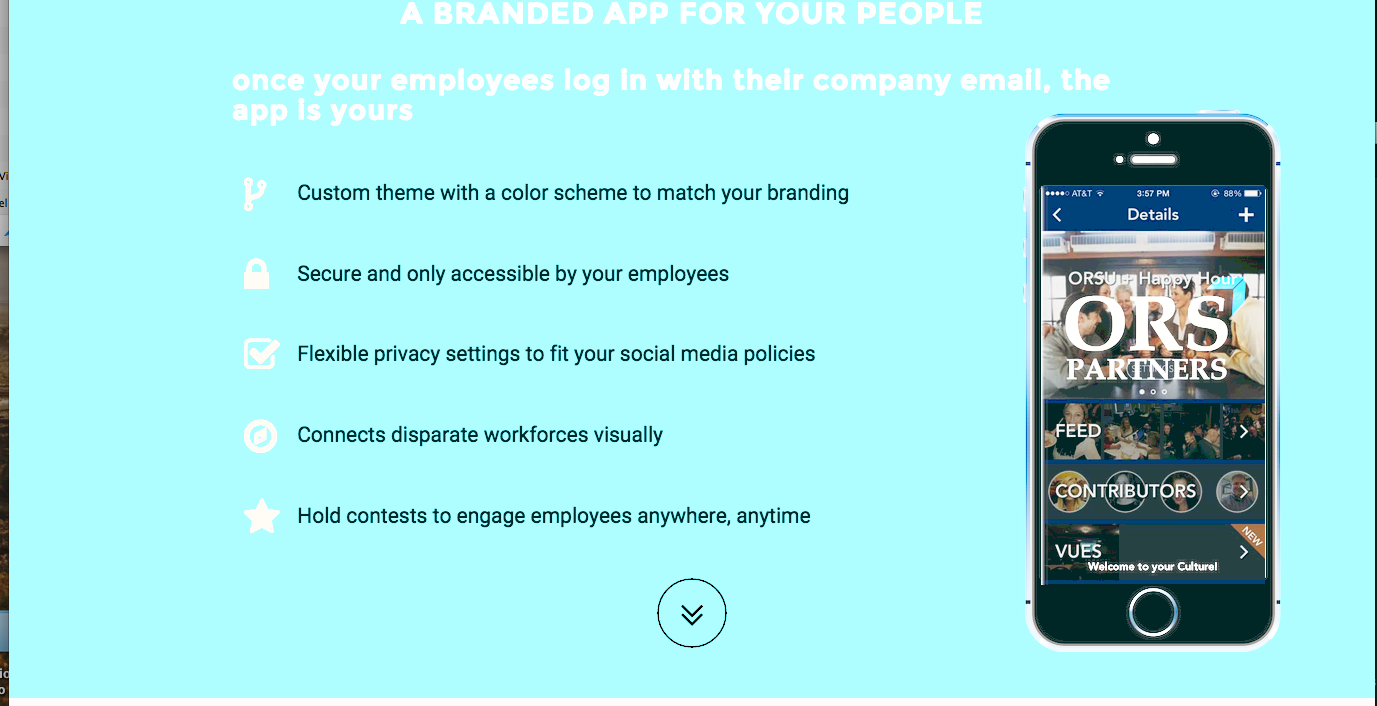 A BRANDED APP FOR YOUR PEOPLE
once your employees log in with their company email, the
app is yours
Custom theme with a color scheme to match your branding
Secure and only accessible by your employees
Flexible privacy settings to fit your social media policies
Connects disparate workforces visually
Hold contests to engage employees anywhere, anytime
AT&T 3:57 PM 88%
Details
ORSU + Happy Hour
ORS
PARTNERS
FEED
CONTRIBUTORS
NEW
VUES
Welcome to your Culture!